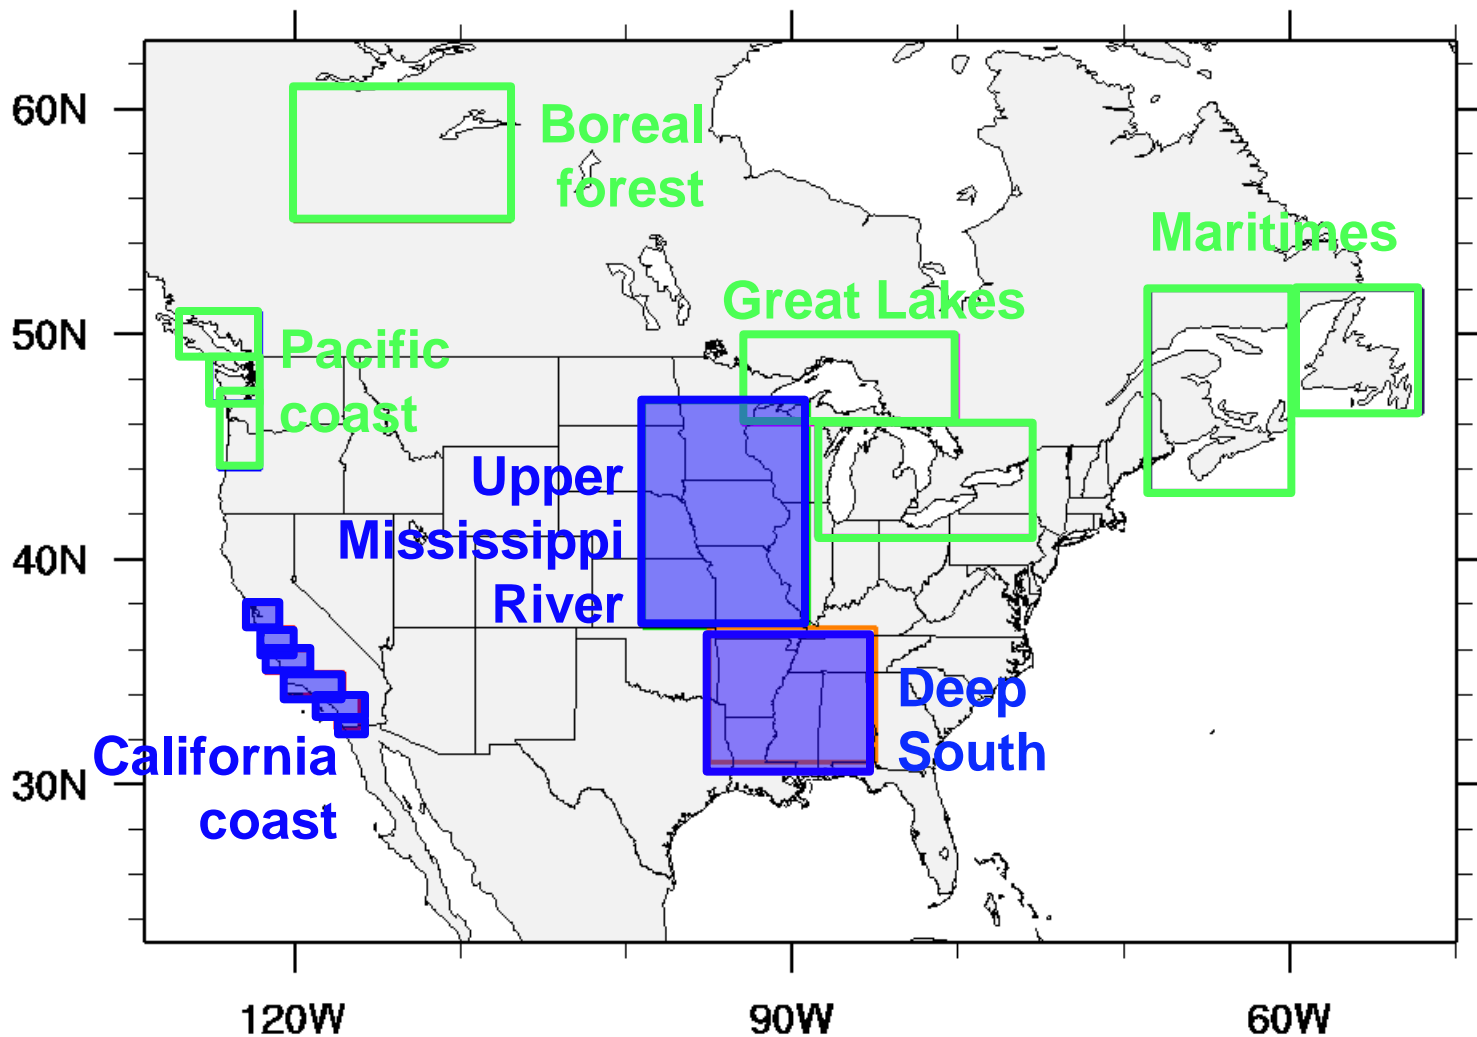 60N
Boreal
forest
Maritimes
Great Lakes
50N
Pacific
coast
Upper
Mississippi
River
40N
Deep
South
California
coast
30N
120W
90W
60W